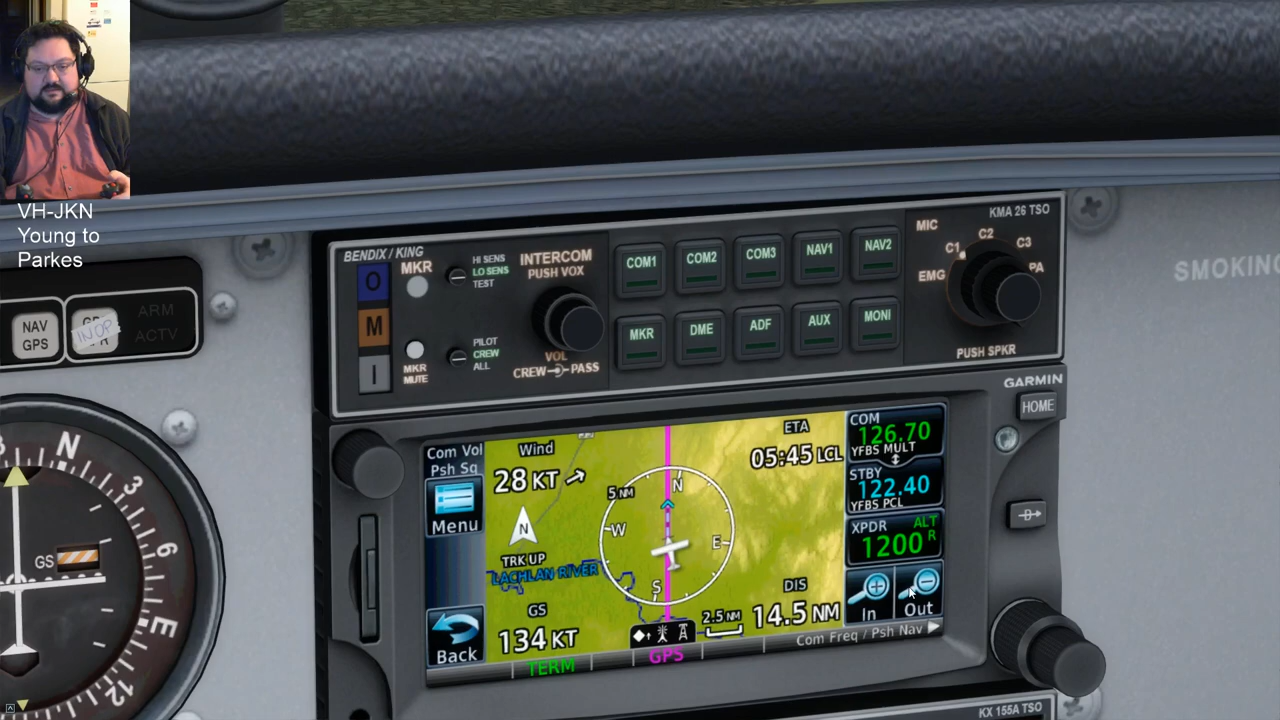 VH-JKN
Young to
Parkes
NAV
GPS
IN OP
ARM
ACTV
GS
N
3
6
E
12
BENDIX/KING
O
M
I
MKR
HI SENS
LO SENS
TEST
MKR
MUTE
PILOT
CREW
ALL
INTERCOM
PUSH VOX
VOL
CREW PASS
COM1
COM2
COM3
NAV1
NAV2
MKR
DME
ADF
AUX
MONI
KMA 26 TSO
MIC
EMG
C1
C2
C3
PA
PUSH SPKR
SMOKING
GARMIN
HOME
Com Vol
Psh Sq
Menu
Back
Wind
28 KT
N
TRK UP
LACHLAN RIVER
GS
134 KT
TERM
GPS
5 NM
N
W
E
S
2.5 NM
ETA
05:45 LCL
DIS
14.5 NM
COM
126.70
YFBS MULT
STBY
122.40
YFBS PCL
XPDR
ALT
1200 R
In
Out
Com Freq / Psh Nav
KX 155A TSO